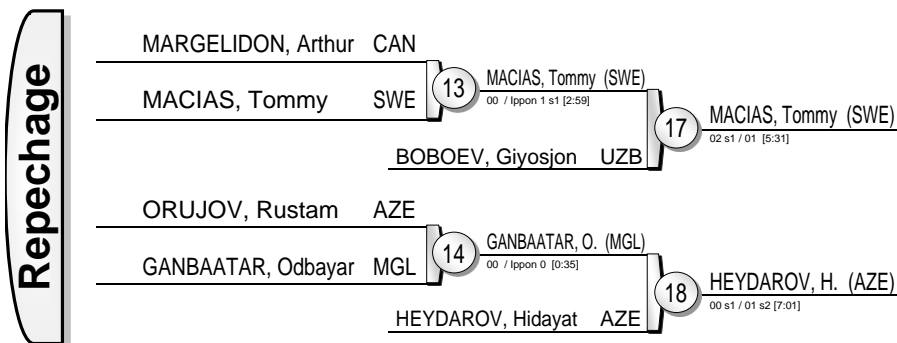 Repechage
MARGELIDON, Arthur CAN
MACIAS, Tommy SWE
13
MACIAS, Tommy (SWE)
00 / Ippon 1 s1 [2:59]
BOBOEV, Giyosjon UZB
17
MACIAS, Tommy (SWE)
02 s1 / 01 [5:31]
ORUJOV, Rustam AZE
GANBAATAR, Odbayar MGL
14
GANBAATAR, O. (MGL)
00 / Ippon 0 [0:35]
HEYDAROV, Hidayat AZE
18
HEYDAROV, H. (AZE)
00 s1 / 01 s2 [7:01]